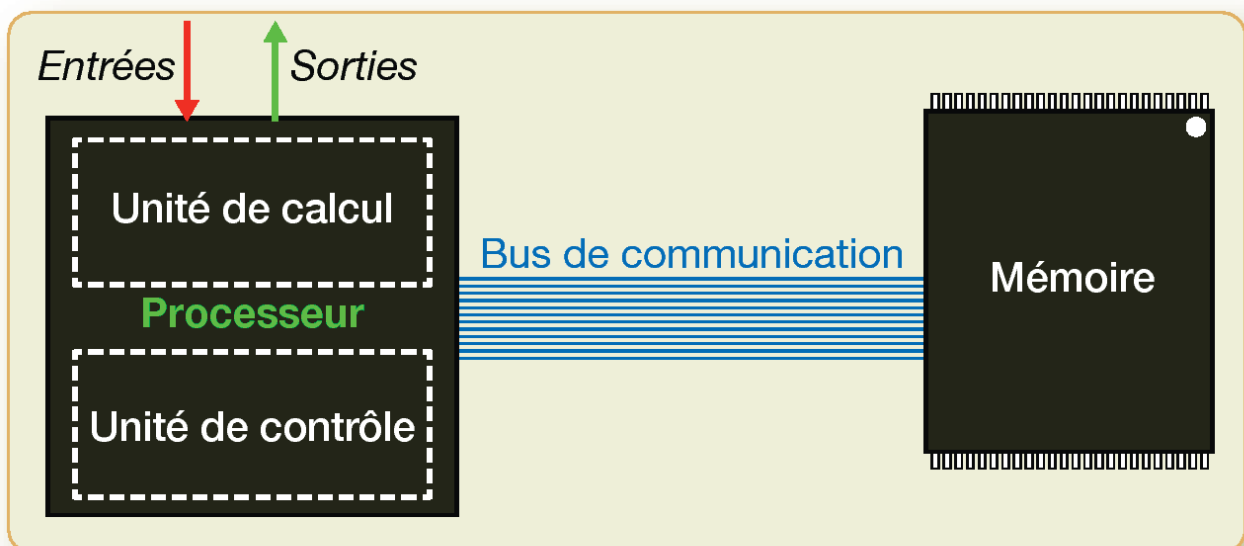 Entrées
Sorties
Unité de calcul
Processeur
Unité de contrôle
Bus de communication
Mémoire